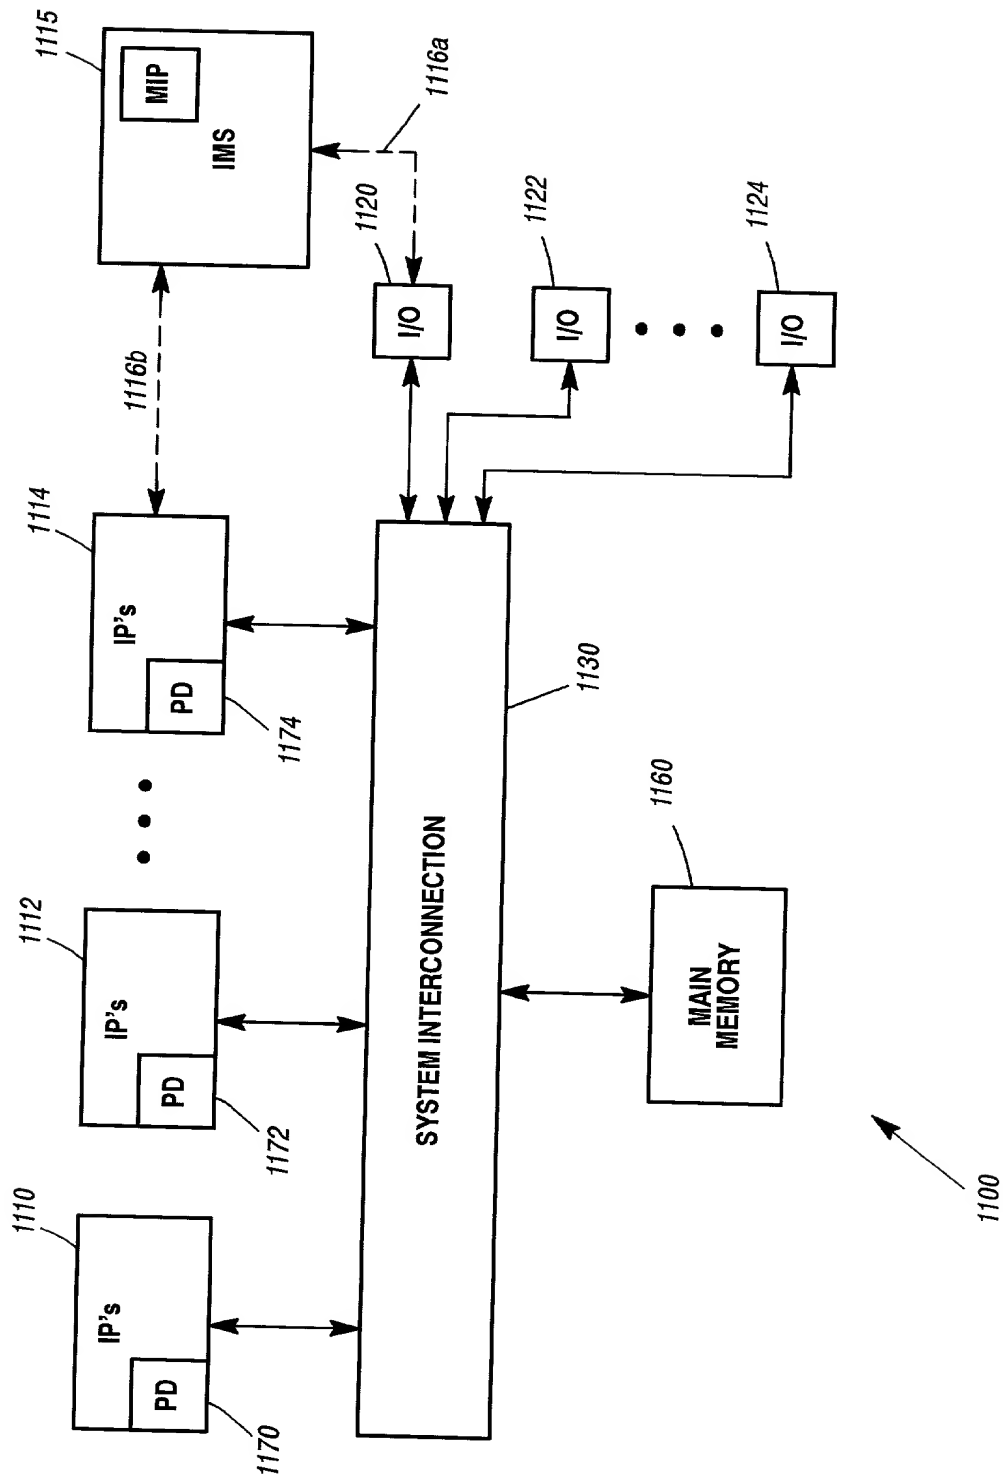 1110
IP's
PD
1170
1112
IP's
PD
1172
1114
IP's
PD
1174
1116b
1115
MIP
IMS
1116a
1120
I/O
1122
I/O
1124
I/O
SYSTEM INTERCONNECTION
1130
MAIN
MEMORY
1160
1100